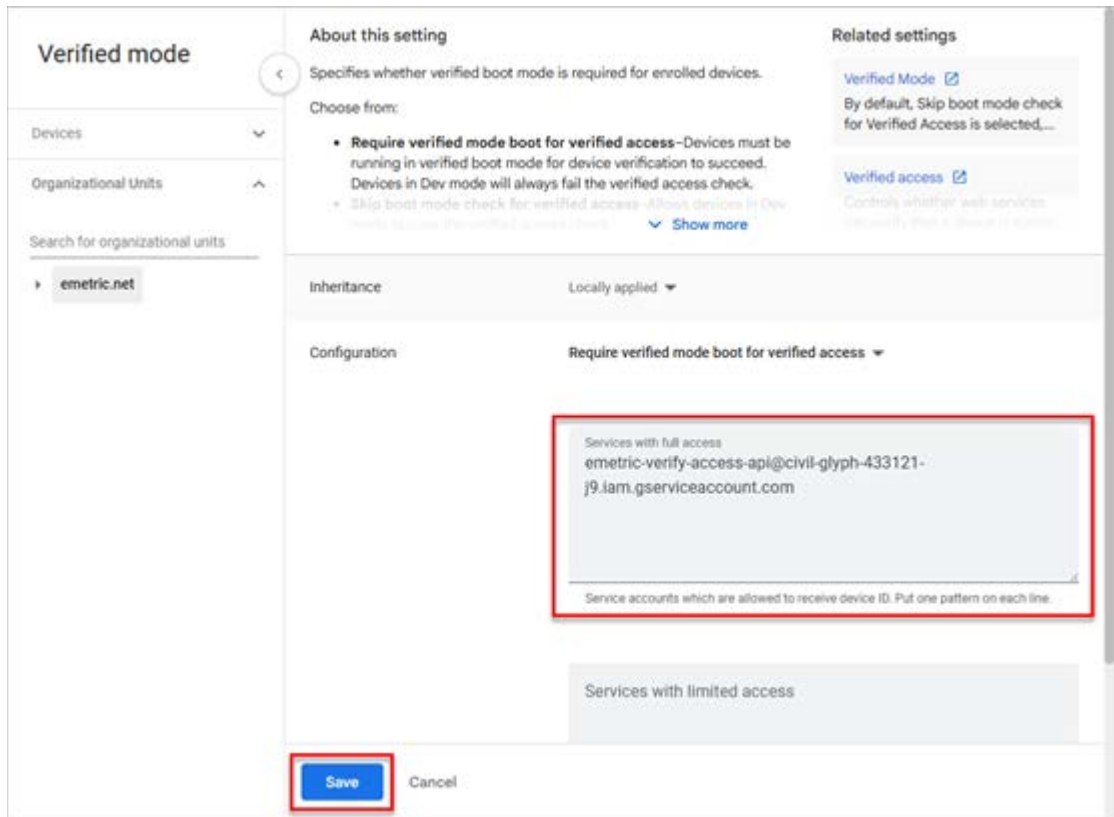 Verified mode
Devices
Organizational Units
Search for organizational units
emetric.net
About this setting
Specifies whether verified boot mode is required for enrolled devices.
Choose from:
• Require verified mode boot for verified access–Devices must be
running in verified boot mode for device verification to succeed.
Devices in Dev mode will always fail the verified access check.
• Skip boot mode check for verified access–Allows devices in Dev
Show more
Related settings
Verified Mode
By default, Skip boot mode check
for Verified Access is selected,...
Verified access
Controls whether web services
Inheritance
Locally applied
Configuration
Require verified mode boot for verified access
Services with full access
emetric-verify-access-api@civil-glyph-433121-
j9.iam.gserviceaccount.com
Service accounts which are allowed to receive device ID. Put one pattern on each line.
Services with limited access
Save
Cancel